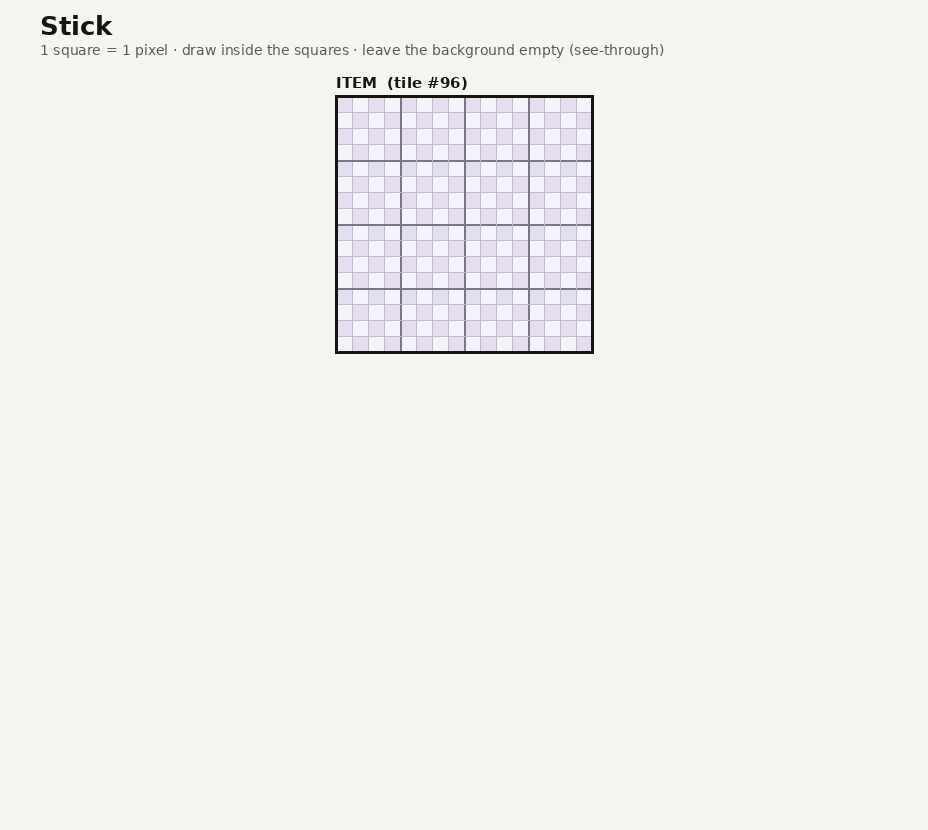 Stick
1 square = 1 pixel · draw inside the squares · leave the background empty (see-through)
ITEM (tile #96)